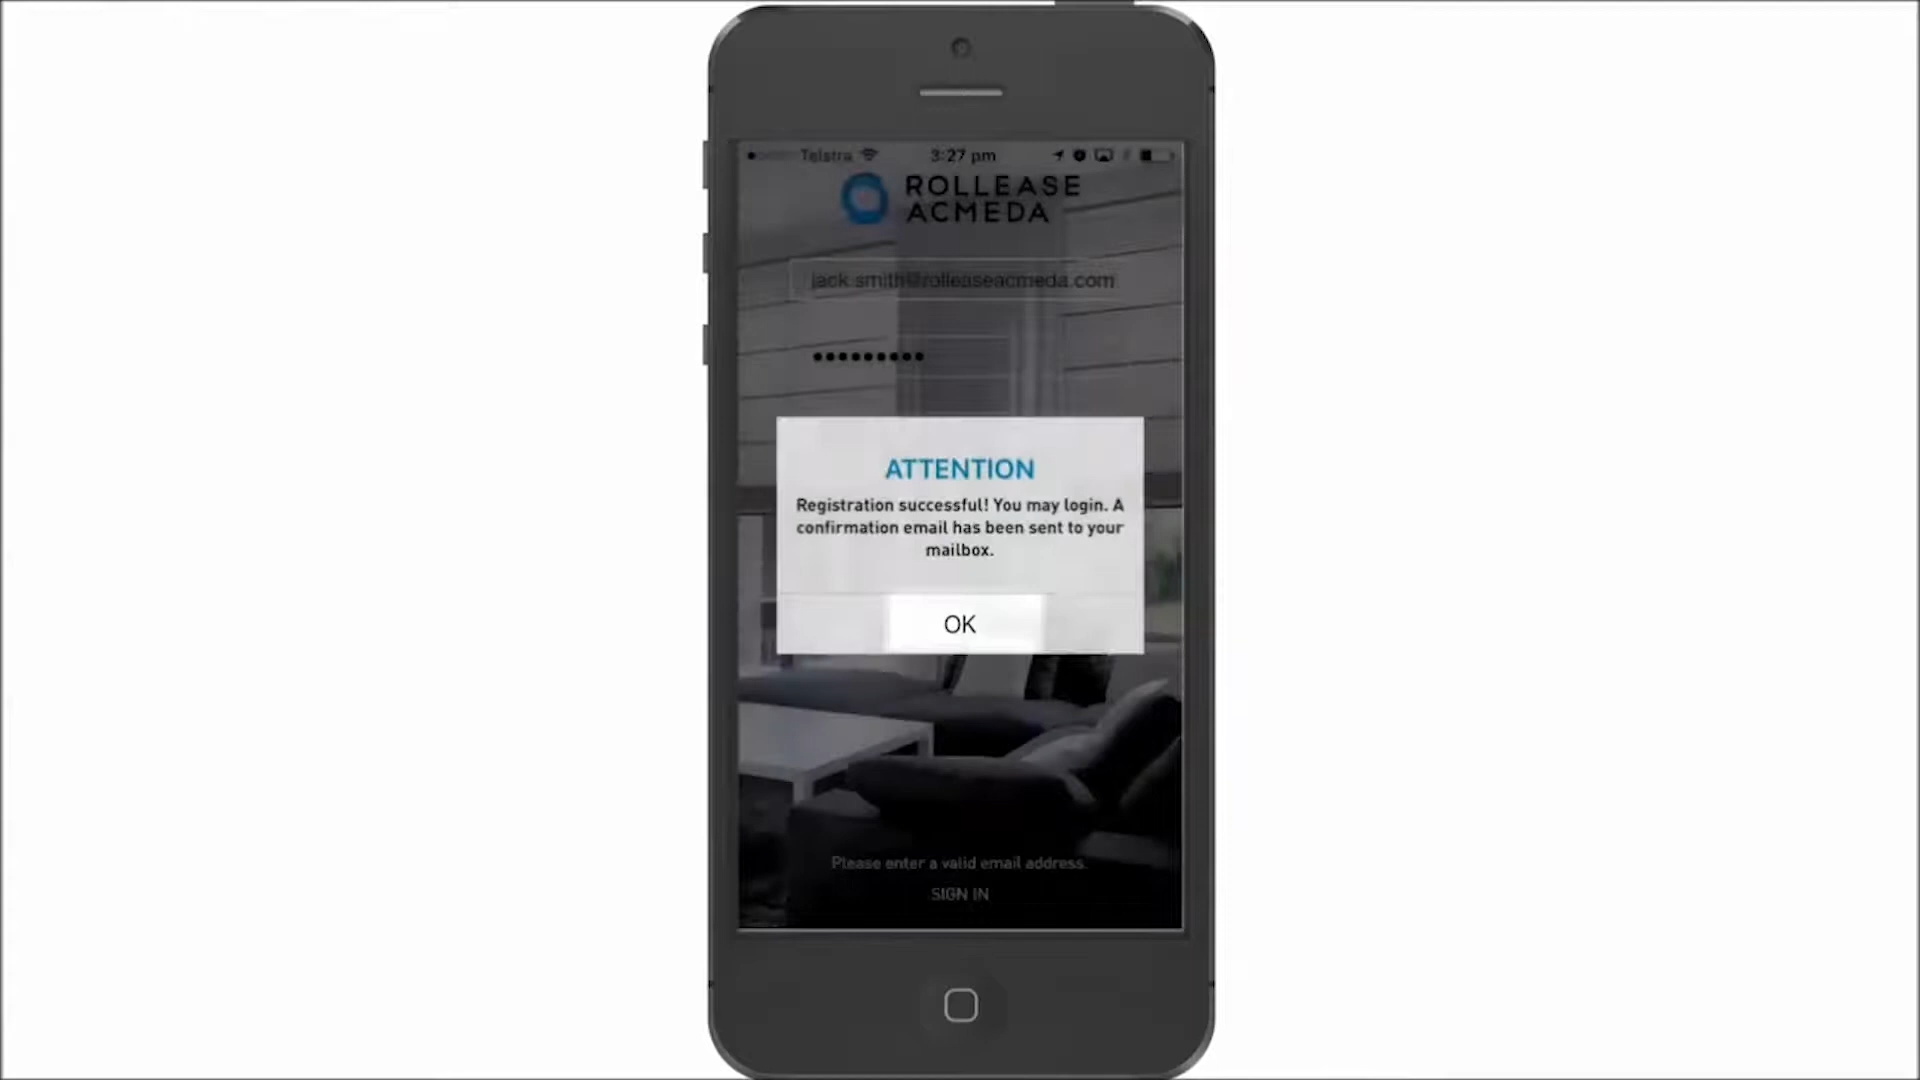 Telstra 3:27 pm
ROLLEASE
ACMEDA
jack.smith@rolleaseacmeda.com
ATTENTION
Registration successful! You may login. A
confirmation email has been sent to your
mailbox.
OK
Please enter a valid email address.
SIGN IN